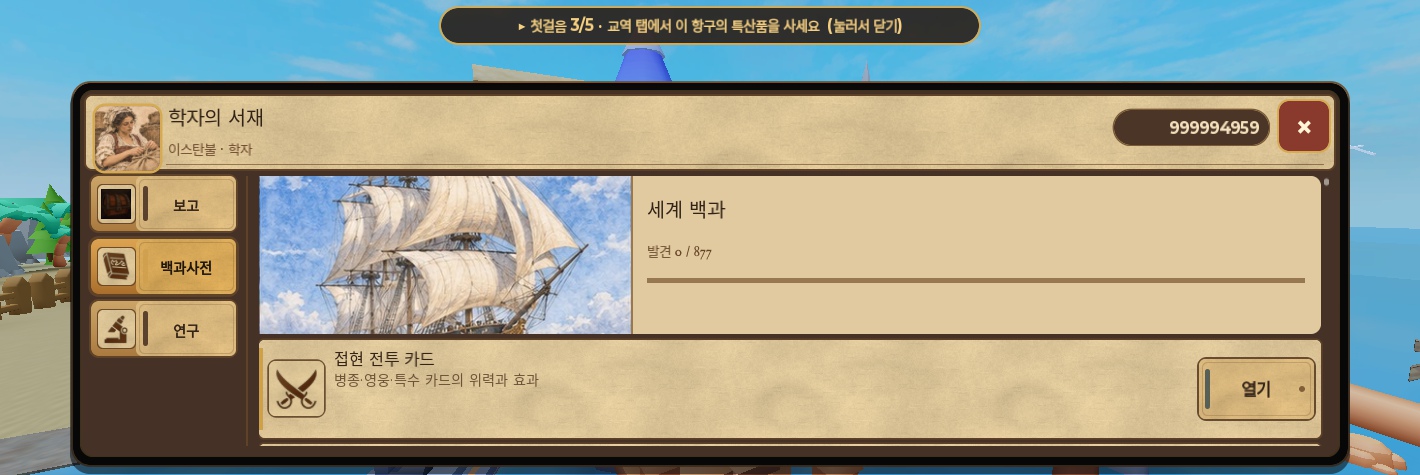 ▸ 첫걸음 3/5 · 교역 탭에서 이 항구의 특산품을 사세요 (눌러서 닫기)
학자의 서재
이스탄불 · 학자
999994959
×
보고
백과사전
연구
세계 백과
발견 0 / 877
접현 전투 카드
병종·영웅·특수 카드의 위력과 효과
열기